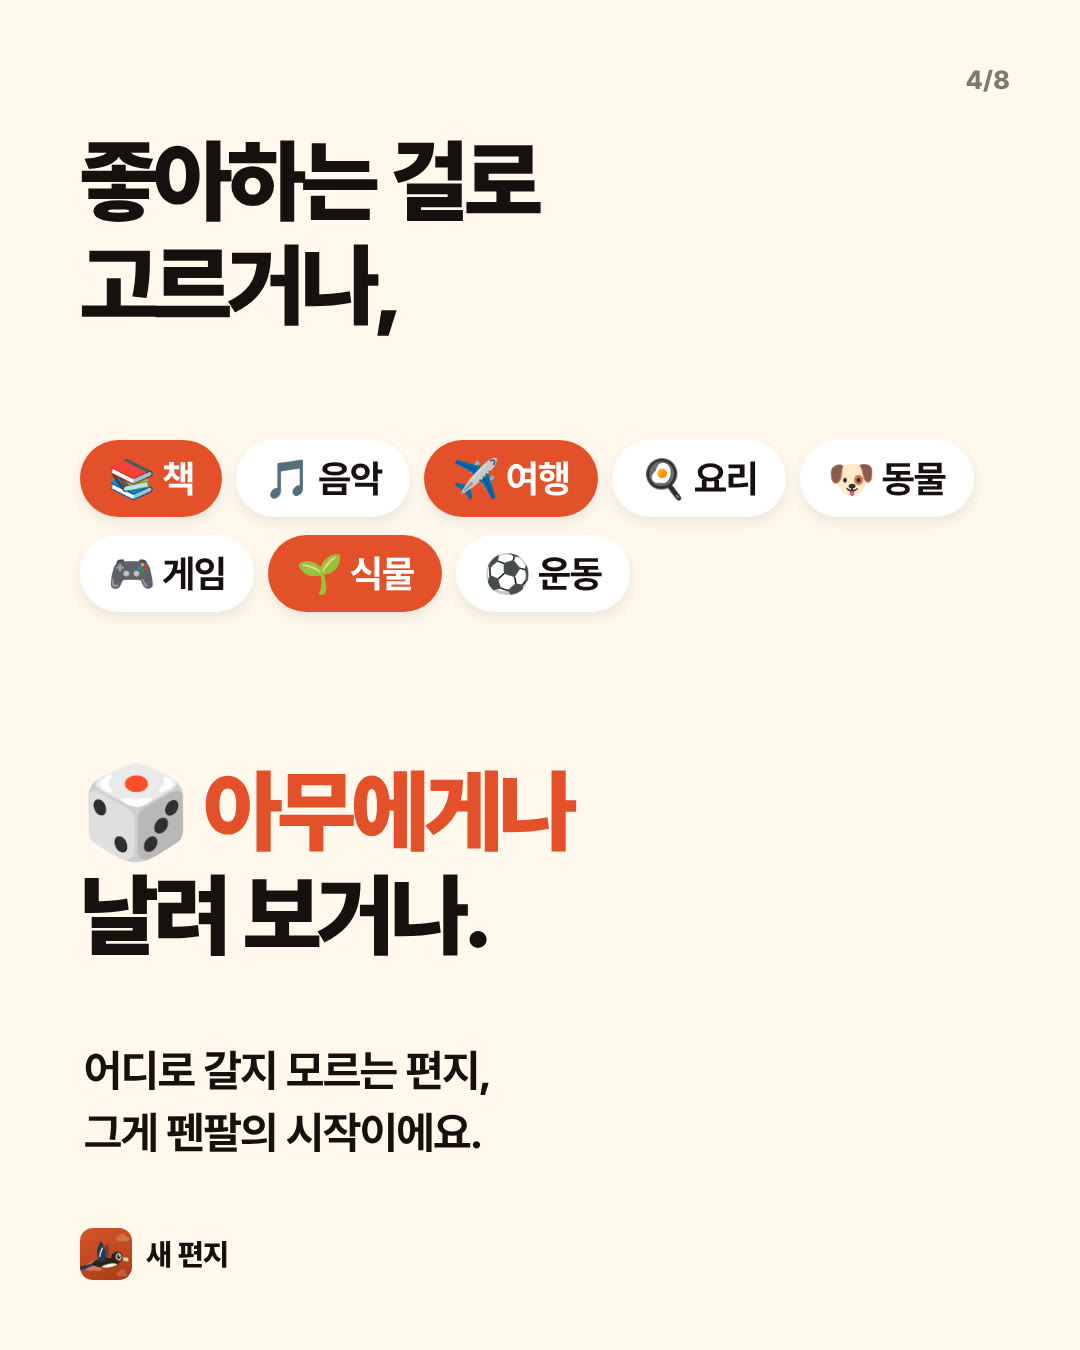 4/8
좋아하는 걸로
고르거나,
📚 책 🎵 음악 ✈️ 여행 🍳 요리 🐶 동물
🎮 게임 🌱 식물 ⚽ 운동
🎲 아무에게나
날려 보거나.
어디로 갈지 모르는 편지,
그게 펜팔의 시작이에요.
새 편지